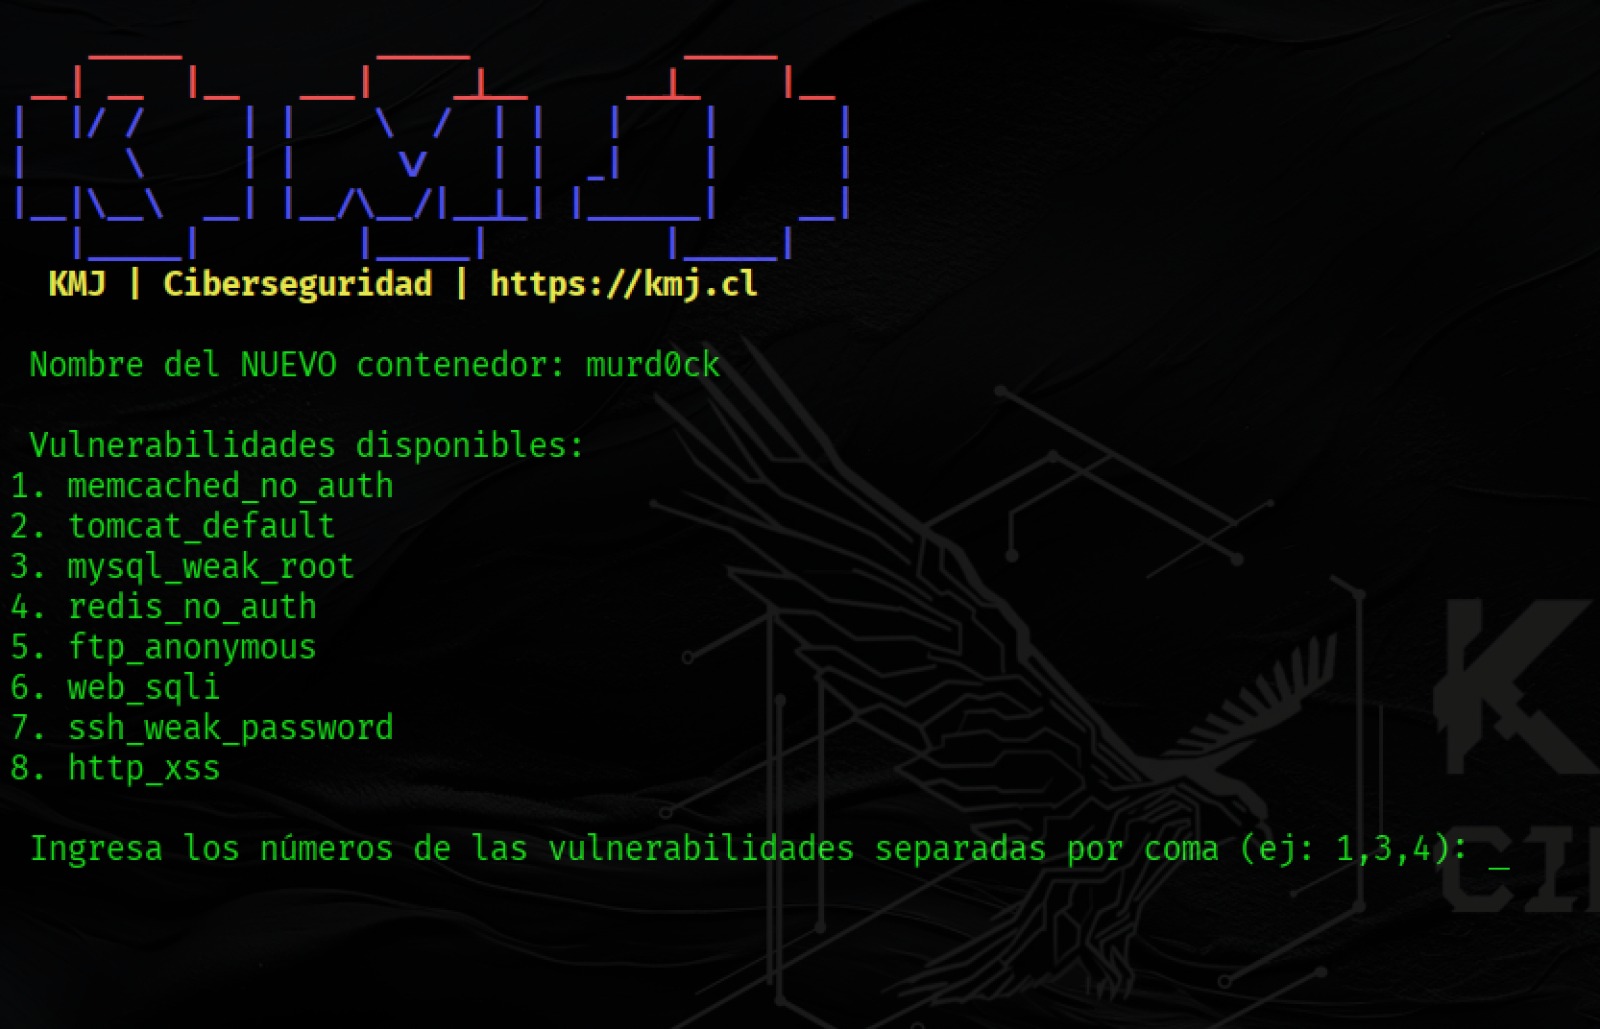 KMJ
KMJ | Ciberseguridad | https://kmj.cl
Nombre del NUEVO contenedor: murd0ck
Vulnerabilidades disponibles:
1. memcached_no_auth
2. tomcat_default
3. mysql_weak_root
4. redis_no_auth
5. ftp_anonymous
6. web_sqli
7. ssh_weak_password
8. http_xss
Ingresa los números de las vulnerabilidades separadas por coma (ej: 1,3,4): _
K